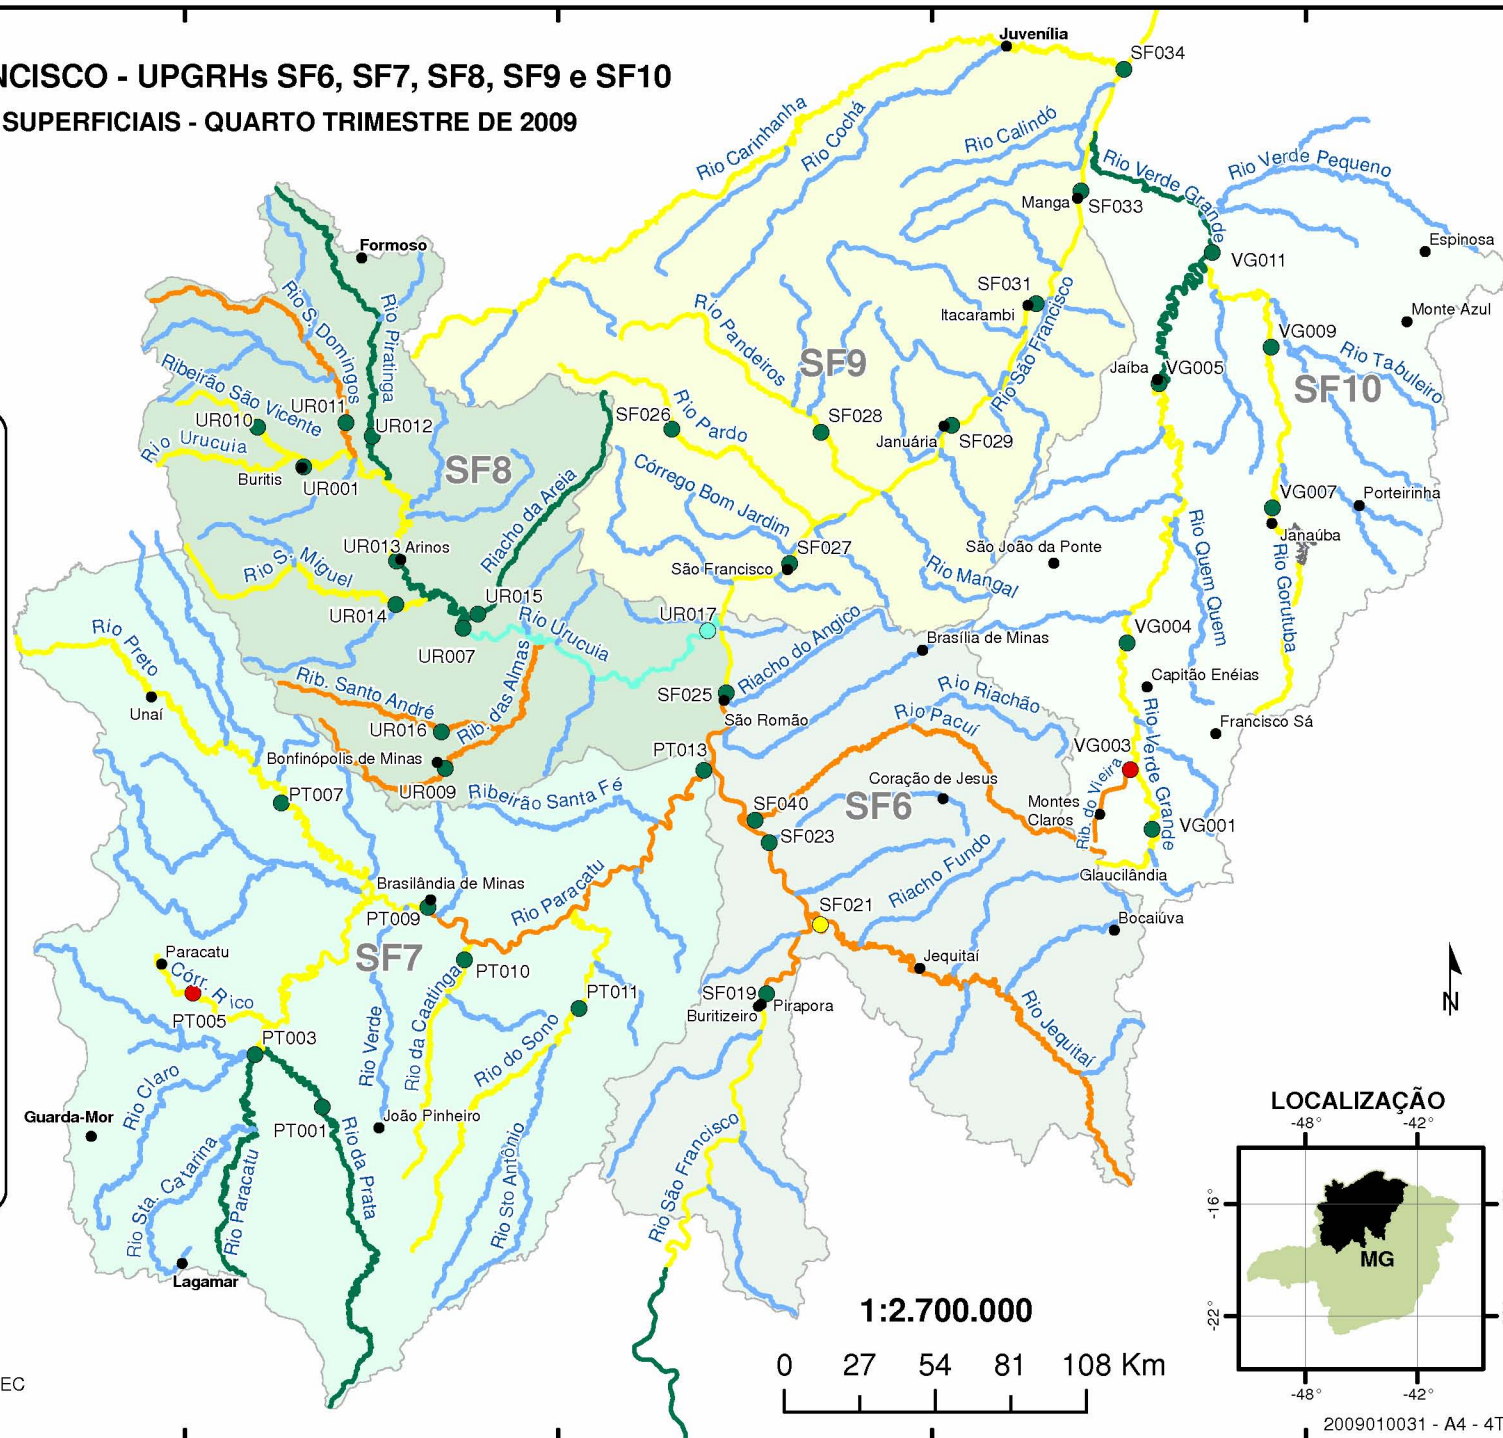 NCISCO - UPGRHs SF6, SF7, SF8, SF9 e SF10
SUPERFICIAIS - QUARTO TRIMESTRE DE 2009
Juvenília
SF034
Rio Carinhanha
Rio Cochá
Rio Calindó
Rio Verde Grande
Rio Verde Pequeno
Manga
SF033
Espinosa
VG011
Formoso
SF031
Itacarambi
Rio São Francisco
Monte Azul
VG009
Rio Tabuleiro
Rio S. Domingos
Rio Piratinga
Rio Pandeiros
SF9
Jaíba
VG005
SF10
Ribeirão São Vicente
UR011
UR010
UR012
SF026
Rio Pardo
SF028
Januária
SF029
Rio Urucuia
Buritis
UR001
SF8
Riacho da Areia
Córrego Bom Jardim
VG007
Porteirinha
Janaúba
Rio Quem Quem
Rio Gorutuba
UR013
Arinos
SF027
São Francisco
São João da Ponte
Rio Mangal
Rio S. Miguel
UR014
UR015
UR017
Rio Urucuia
UR007
Riacho do Angico
Brasília de Minas
VG004
Rio Preto
Unaí
Rib. Santo André
Rib. das Almas
SF025
São Romão
Rio Riachão
Capitão Enéias
Francisco Sá
UR016
Bonfinópolis de Minas
UR009
PT013
Rio Pacuí
VG003
Rio Verde Grande
Rib. do Vieira
PT007
Ribeirão Santa Fé
Coração de Jesus
SF040
SF6
Montes
Claros
SF023
VG001
Riacho Fundo
Glaucilândia
Brasilândia de Minas
PT009
Rio Paracatu
SF021
Bocaiúva
Paracatu
Córr. Rico
PT005
SF7
PT010
Jequitaí
PT011
SF019
Pirapora
Buritizeiro
Rio Jequitaí
PT003
Rio Claro
Rio Verde
Rio da Caatinga
Rio do Sono
Guarda-Mor
PT001
João Pinheiro
Rio da Prata
Rio Sta. Catarina
Rio Paracatu
Rio Sto Antônio
Rio São Francisco
Lagamar
N
LOCALIZAÇÃO
-48°
-42°
-16°
MG
-22°
-48°
-42°
1:2.700.000
0 27 54 81 108 Km
EC
2009010031 - A4 - 4T